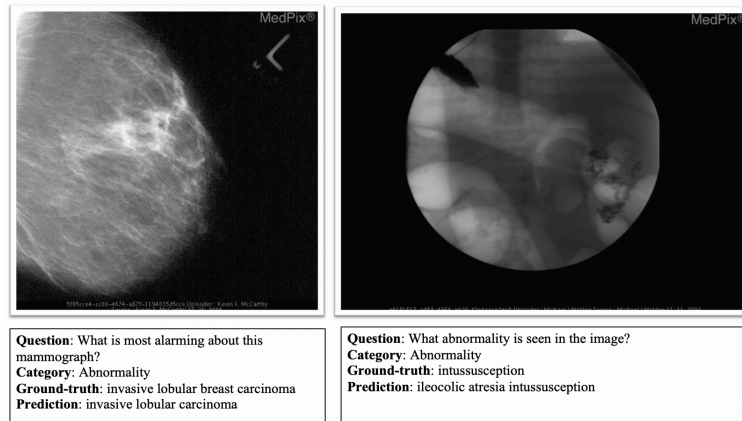 MedPix®
MedPix®
Question: What is most alarming about this
mammograph?
Category: Abnormality
Ground-truth: invasive lobular breast carcinoma
Prediction: invasive lobular carcinoma
Question: What abnormality is seen in the image?
Category: Abnormality
Ground-truth: intussusception
Prediction: ileocolic atresia intussusception